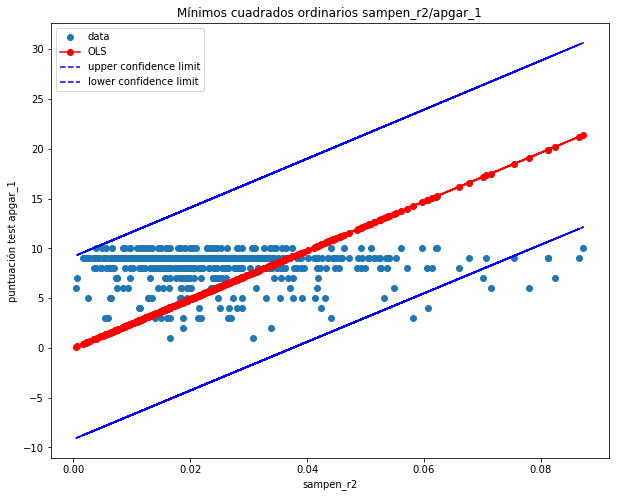 Mínimos cuadrados ordinarios sampen_r2/apgar_1
data
OLS
upper confidence limit
lower confidence limit
30
25
20
15
10
5
0
−5
−10
puntuación test apgar_1
0.00
0.02
0.04
0.06
0.08
sampen_r2